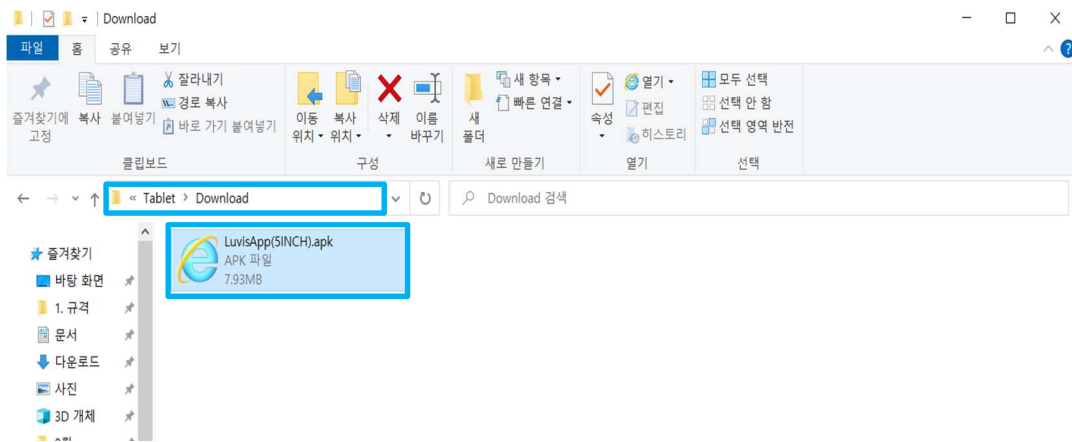 Download
파일 홈 공유 보기
즐겨찾기에 고정
복사
붙여넣기
잘라내기
경로 복사
바로 가기 붙여넣기
이동 위치
복사 위치
삭제
이름 바꾸기
새 폴더
새 항목
빠른 연결
속성
열기
편집
히스토리
모두 선택
선택 안 함
선택 영역 반전
클립보드 구성 새로 만들기 열기 선택
« Tablet > Download
Download 검색
LuvisApp(5INCH).apk
APK 파일
7.93MB
즐겨찾기
바탕 화면
1. 규격
문서
다운로드
사진
3D 개체